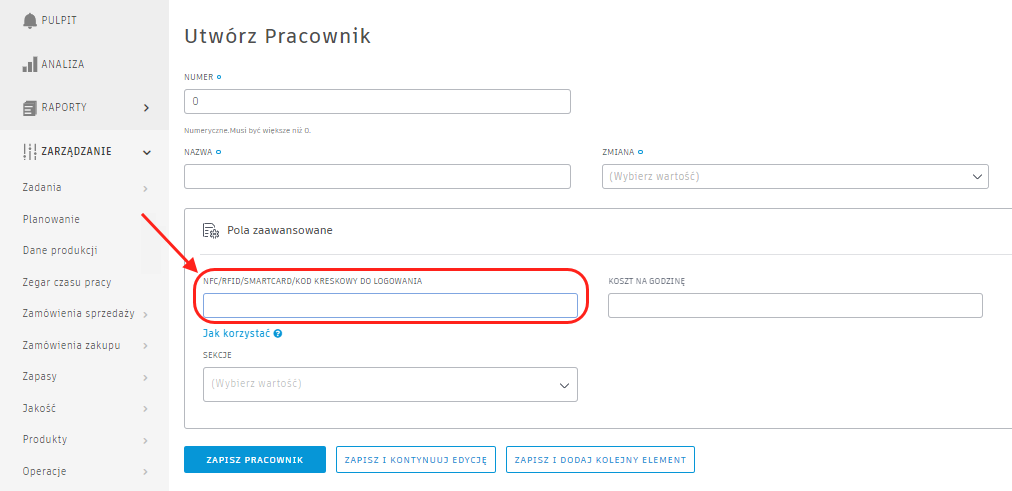 PULPIT
ANALIZA
RAPORTY
ZARZĄDZANIE
Zadania
Planowanie
Dane produkcji
Zegar czasu pracy
Zamówienia sprzedaży
Zamówienia zakupu
Zapasy
Jakość
Produkty
Operacje
Utwórz Pracownik
NUMER
0
Numeryczne.Musi być większe niż 0.
NAZWA
ZMIANA
(Wybierz wartość)
Pola zaawansowane
NFC/RFID/SMARTCARD/KOD KRESKOWY DO LOGOWANIA
KOSZT NA GODZINĘ
Jak korzystać ?
SEKCJE
(Wybierz wartość)
ZAPISZ PRACOWNIK
ZAPISZ I KONTYNUUJ EDYCJĘ
ZAPISZ I DODAJ KOLEJNY ELEMENT